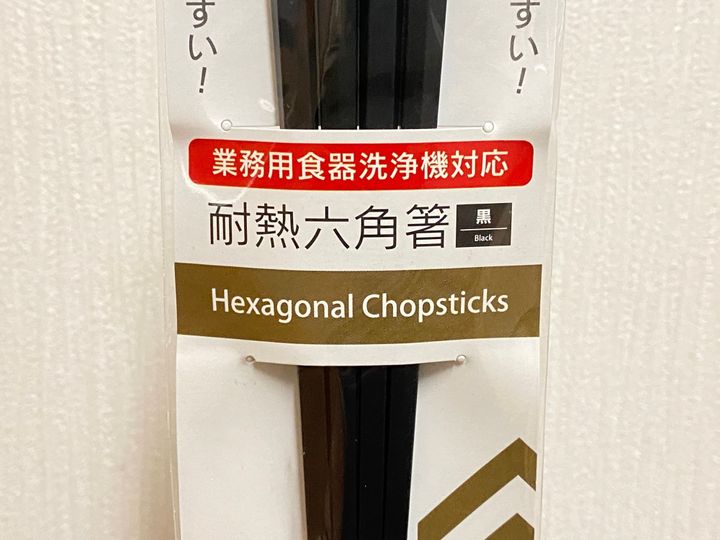 すい！
すい！
業務用食器洗浄機対応
耐熱六角箸 黒
Black
Hexagonal Chopsticks